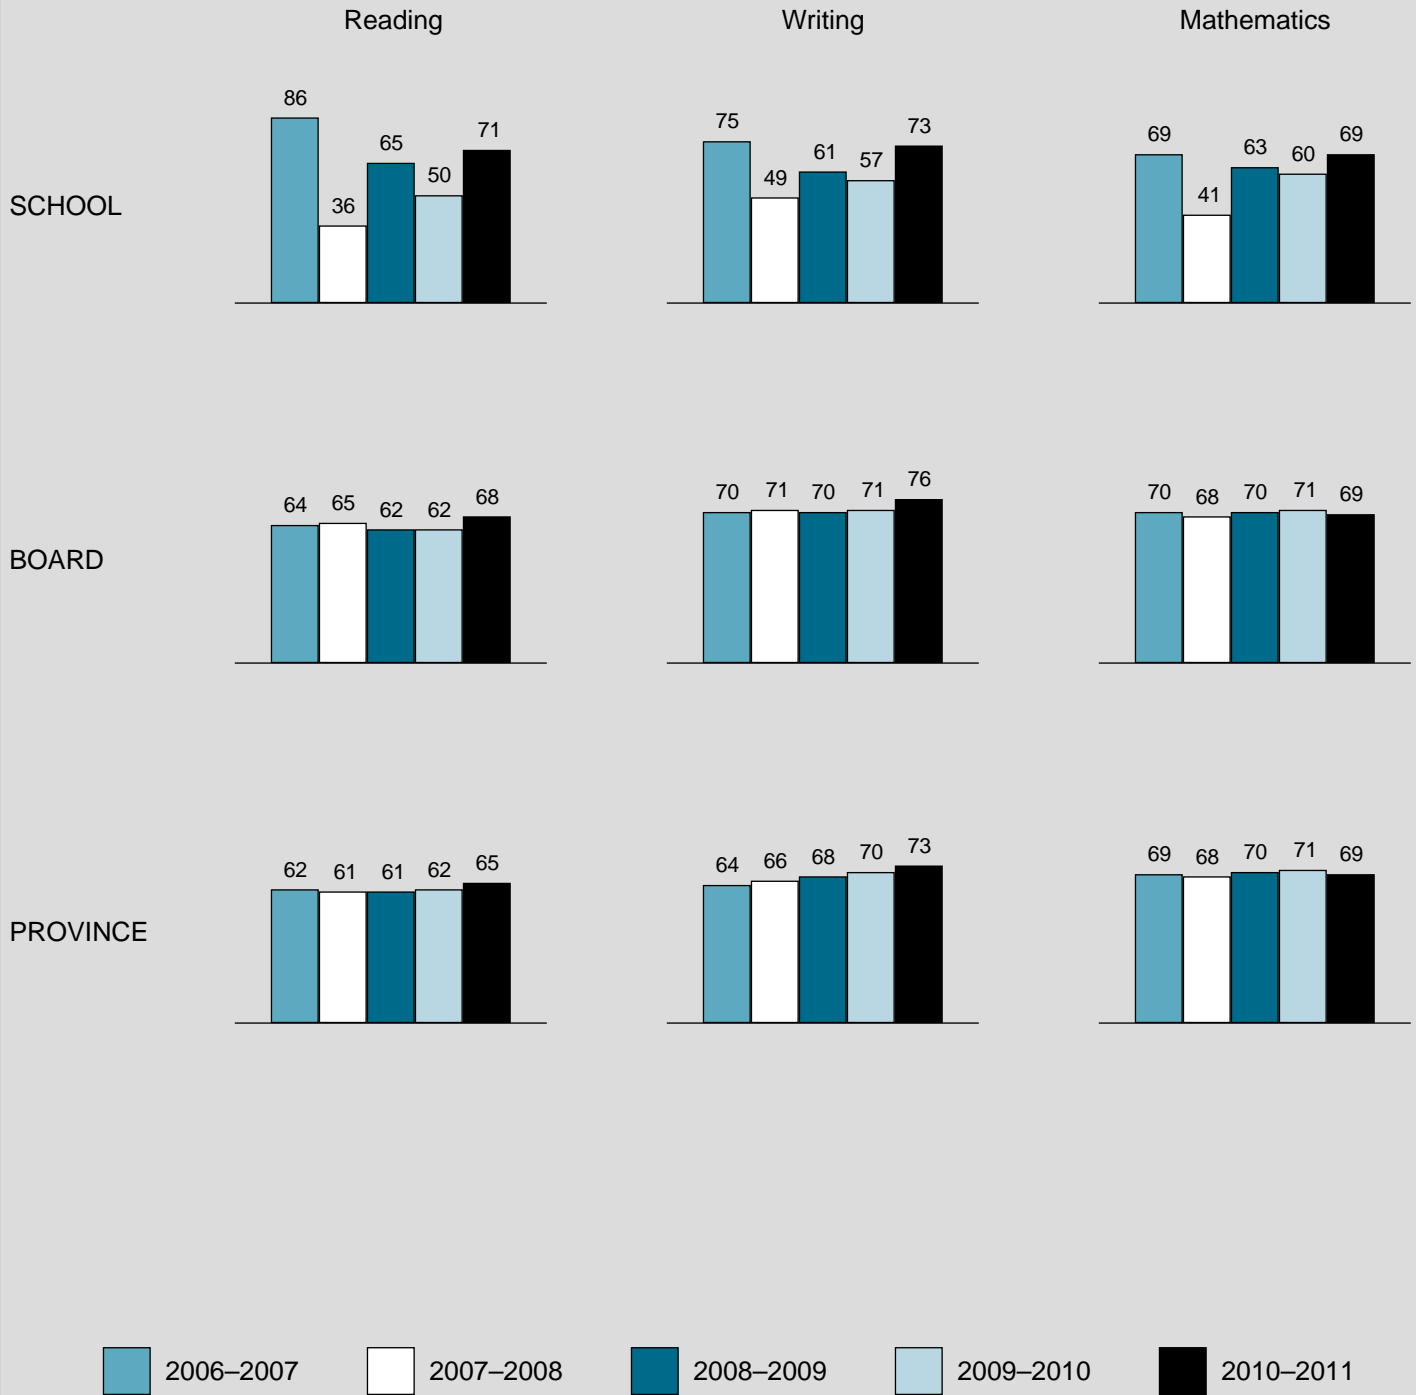 Reading Writing Mathematics
SCHOOL
86 36 65 50 71
75 49 61 57 73
69 41 63 60 69
BOARD
64 65 62 62 68
70 71 70 71 76
70 68 70 71 69
PROVINCE
62 61 61 62 65
64 66 68 70 73
69 68 70 71 69
2006–2007 2007–2008 2008–2009 2009–2010 2010–2011